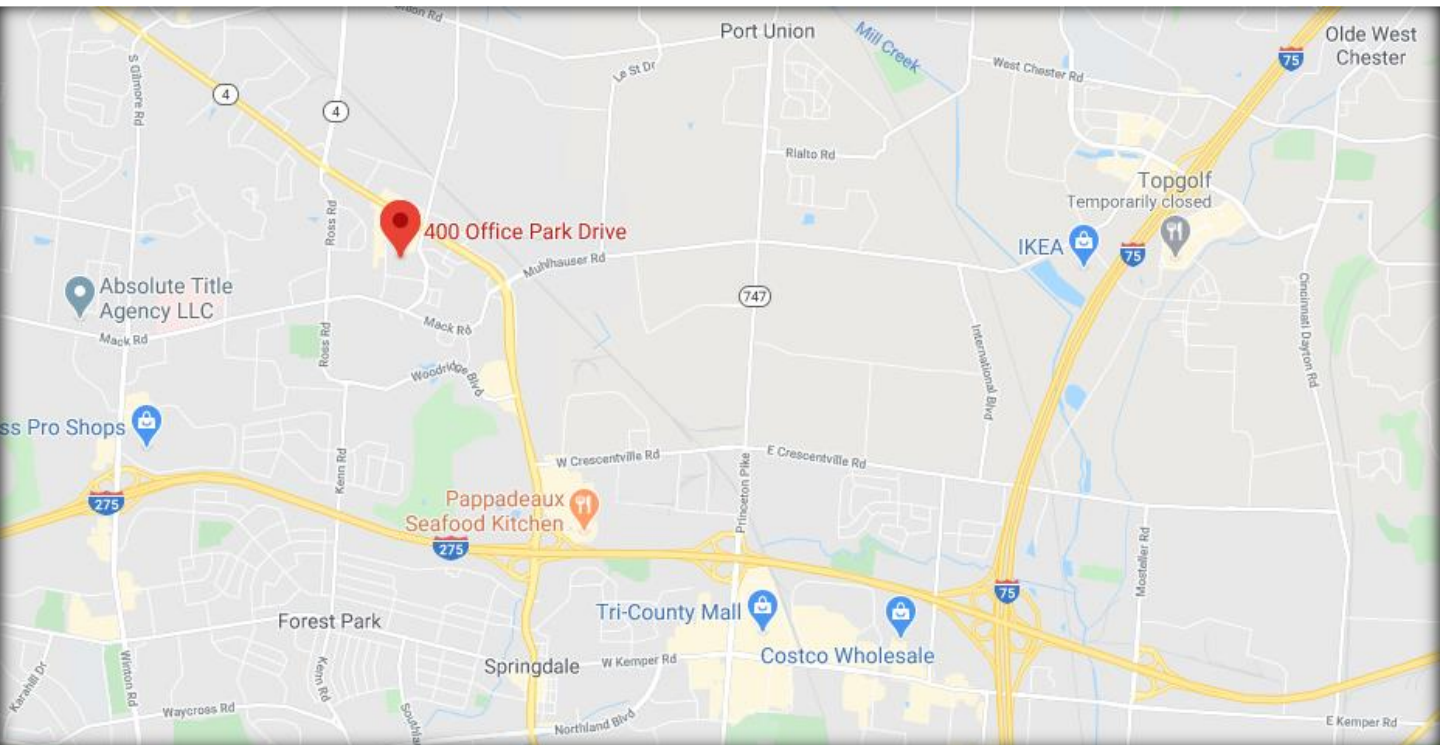 Port Union
Mill Creek
Olde West
Chester
75
Le St Dr
West Chester Rd
S Gilmore Rd
4
4
Rialto Rd
Topgolf
Temporarily closed
Ross Rd
400 Office Park Drive
IKEA
75
Muhlhauser Rd
Absolute Title
Agency LLC
747
Cincinnati Dayton Rd
Mack Rd
Mack Rd
Ross Rd
International Blvd
Woodridge Blvd
ss Pro Shops
W Crescentville Rd
E Crescentville Rd
Kenn Rd
Princeton Pike
Pappadeaux
Seafood Kitchen
275
275
Mosteller Rd
75
Tri-County Mall
Forest Park
Costco Wholesale
Springdale
W Kemper Rd
Karahill Dr
Winton Rd
Kenn Rd
Waycross Rd
Southla
Northland Blvd
E Kemper Rd